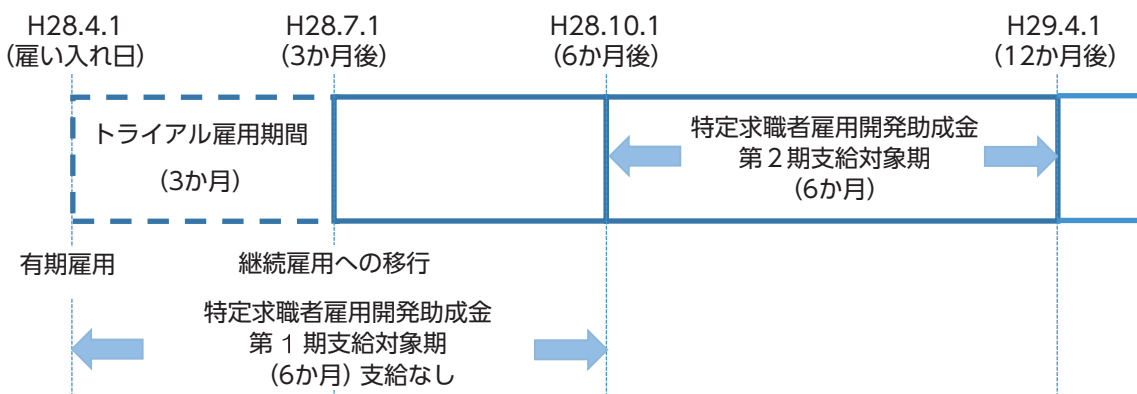 H28.4.1
(雇い入れ日)
H28.7.1
(3か月後)
H28.10.1
(6か月後)
H29.4.1
(12か月後)
トライアル雇用期間
(3か月)
特定求職者雇用開発助成金
第2期支給対象期
(6か月)
有期雇用
継続雇用への移行
特定求職者雇用開発助成金
第1期支給対象期
(6か月) 支給なし